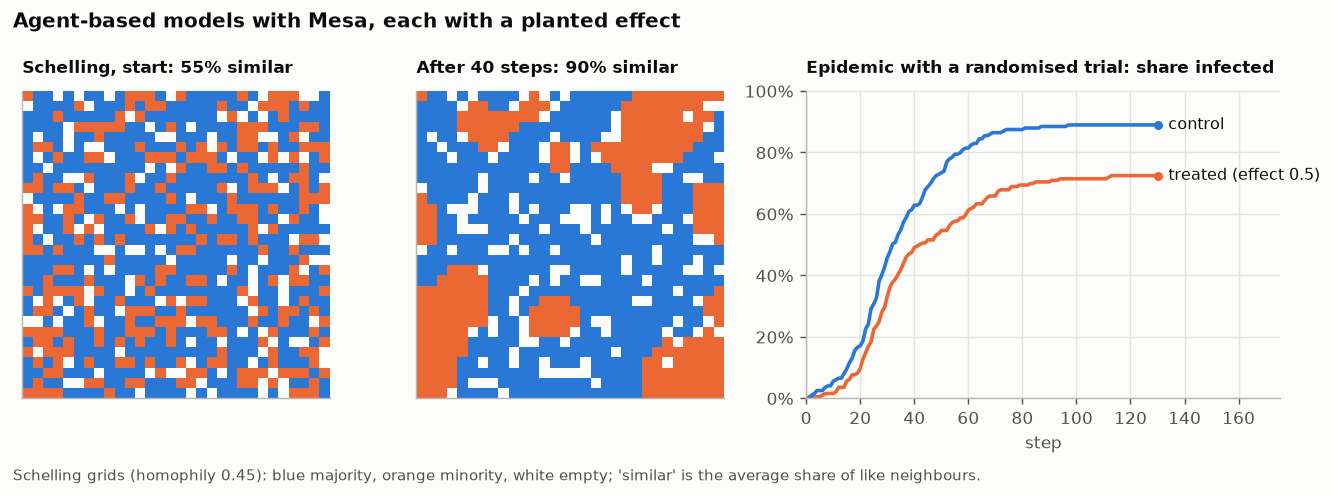 Agent-based models with Mesa, each with a planted effect
Schelling, start: 55% similar
After 40 steps: 90% similar
Epidemic with a randomised trial: share infected
100%
80%
60%
40%
20%
0%
control
treated (effect 0.5)
0 20 40 60 80 100 120 140 160
step
Schelling grids (homophily 0.45): blue majority, orange minority, white empty; 'similar' is the average share of like neighbours.